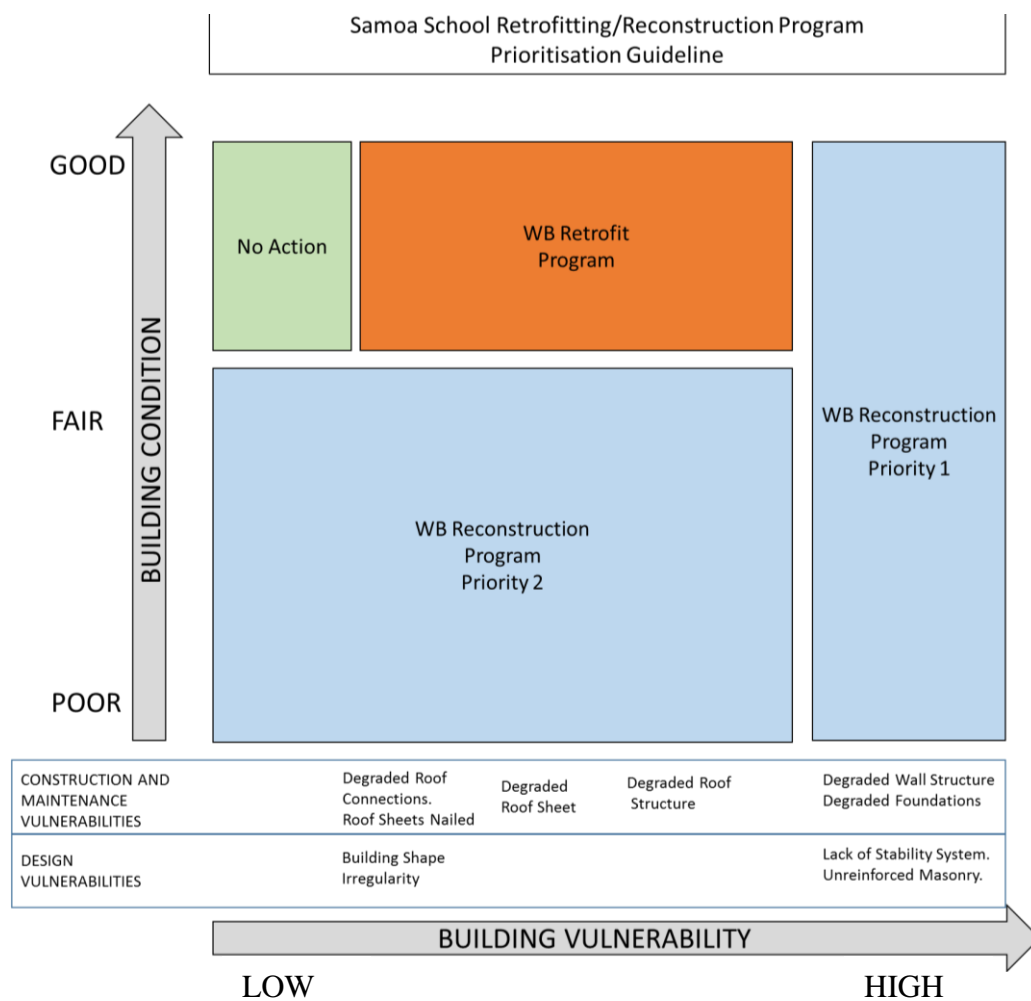 Samoa School Retrofitting/Reconstruction Program
Prioritisation Guideline
GOOD
FAIR
POOR
BUILDING CONDITION
No Action
WB Retrofit
Program
WB Reconstruction
Program
Priority 1
WB Reconstruction
Program
Priority 2
CONSTRUCTION AND
MAINTENANCE
VULNERABILITIES
Degraded Roof
Connections.
Roof Sheets Nailed
Degraded
Roof Sheet
Degraded Roof
Structure
Degraded Wall Structure
Degraded Foundations
DESIGN
VULNERABILITIES
Building Shape
Irregularity
Lack of Stability System.
Unreinforced Masonry.
BUILDING VULNERABILITY
LOW
HIGH